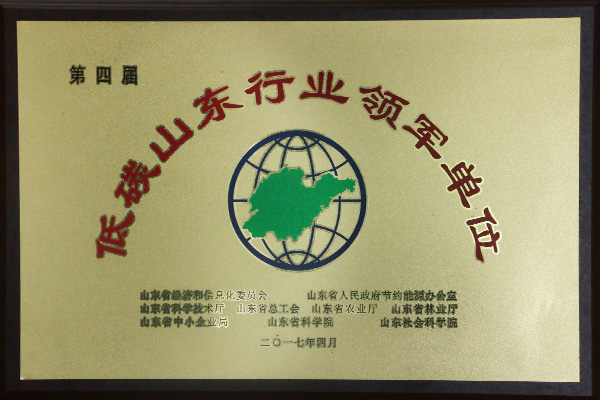 第四届
低碳山东行业领军单位
山东省经济和信息化委员会 山东省人民政府节约能源办公室
山东省科学技术厅 山东省总工会 山东省农业厅 山东省林业厅
山东省中小企业局 山东省科学院 山东社会科学院
二〇一七年四月